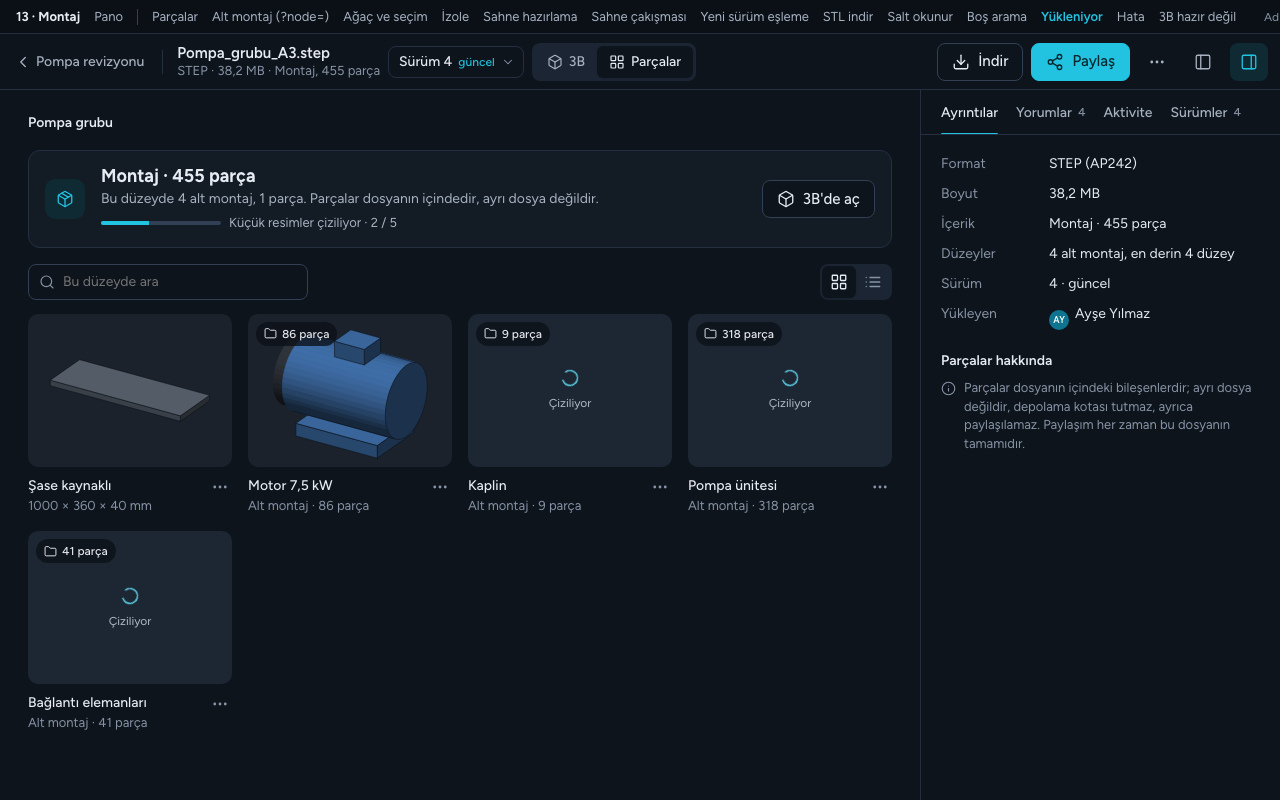 13 · Montaj Pano Parçalar Alt montaj (?node=) Ağaç ve seçim İzole Sahne hazırlama Sahne çakışması Yeni sürüm eşleme STL indir Salt okunur Boş arama Yükleniyor Hata 3B hazır değil Ad
Pompa revizyonu
Pompa_grubu_A3.step
STEP · 38,2 MB · Montaj, 455 parça
Sürüm 4 güncel
3B Parçalar
İndir
Paylaş
Pompa grubu
Montaj · 455 parça
Bu düzeyde 4 alt montaj, 1 parça. Parçalar dosyanın içindedir, ayrı dosya değildir.
Küçük resimler çiziliyor · 2 / 5
3B'de aç
Bu düzeyde ara
Şase kaynaklı
1000 × 360 × 40 mm
86 parça
Motor 7,5 kW
Alt montaj · 86 parça
9 parça
Çiziliyor
Kaplin
Alt montaj · 9 parça
318 parça
Çiziliyor
Pompa ünitesi
Alt montaj · 318 parça
41 parça
Çiziliyor
Bağlantı elemanları
Alt montaj · 41 parça
Ayrıntılar Yorumlar 4 Aktivite Sürümler 4
Format STEP (AP242)
Boyut 38,2 MB
İçerik Montaj · 455 parça
Düzeyler 4 alt montaj, en derin 4 düzey
Sürüm 4 · güncel
Yükleyen AY Ayşe Yılmaz
Parçalar hakkında
Parçalar dosyanın içindeki bileşenlerdir; ayrı dosya
değildir, depolama kotası tutmaz, ayrıca
paylaşılamaz. Paylaşım her zaman bu dosyanın
tamamıdır.